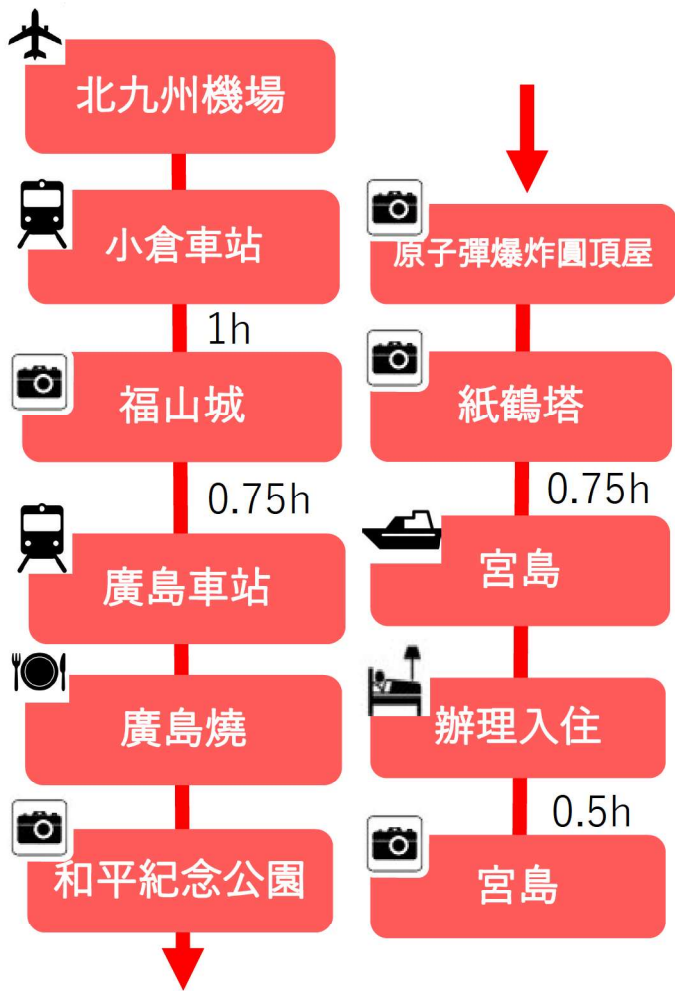 北九州機場
小倉車站
1h
福山城
0.75h
廣島車站
廣島燒
和平紀念公園
原子彈爆炸圓頂屋
紙鶴塔
0.75h
宮島
辦理入住
0.5h
宮島